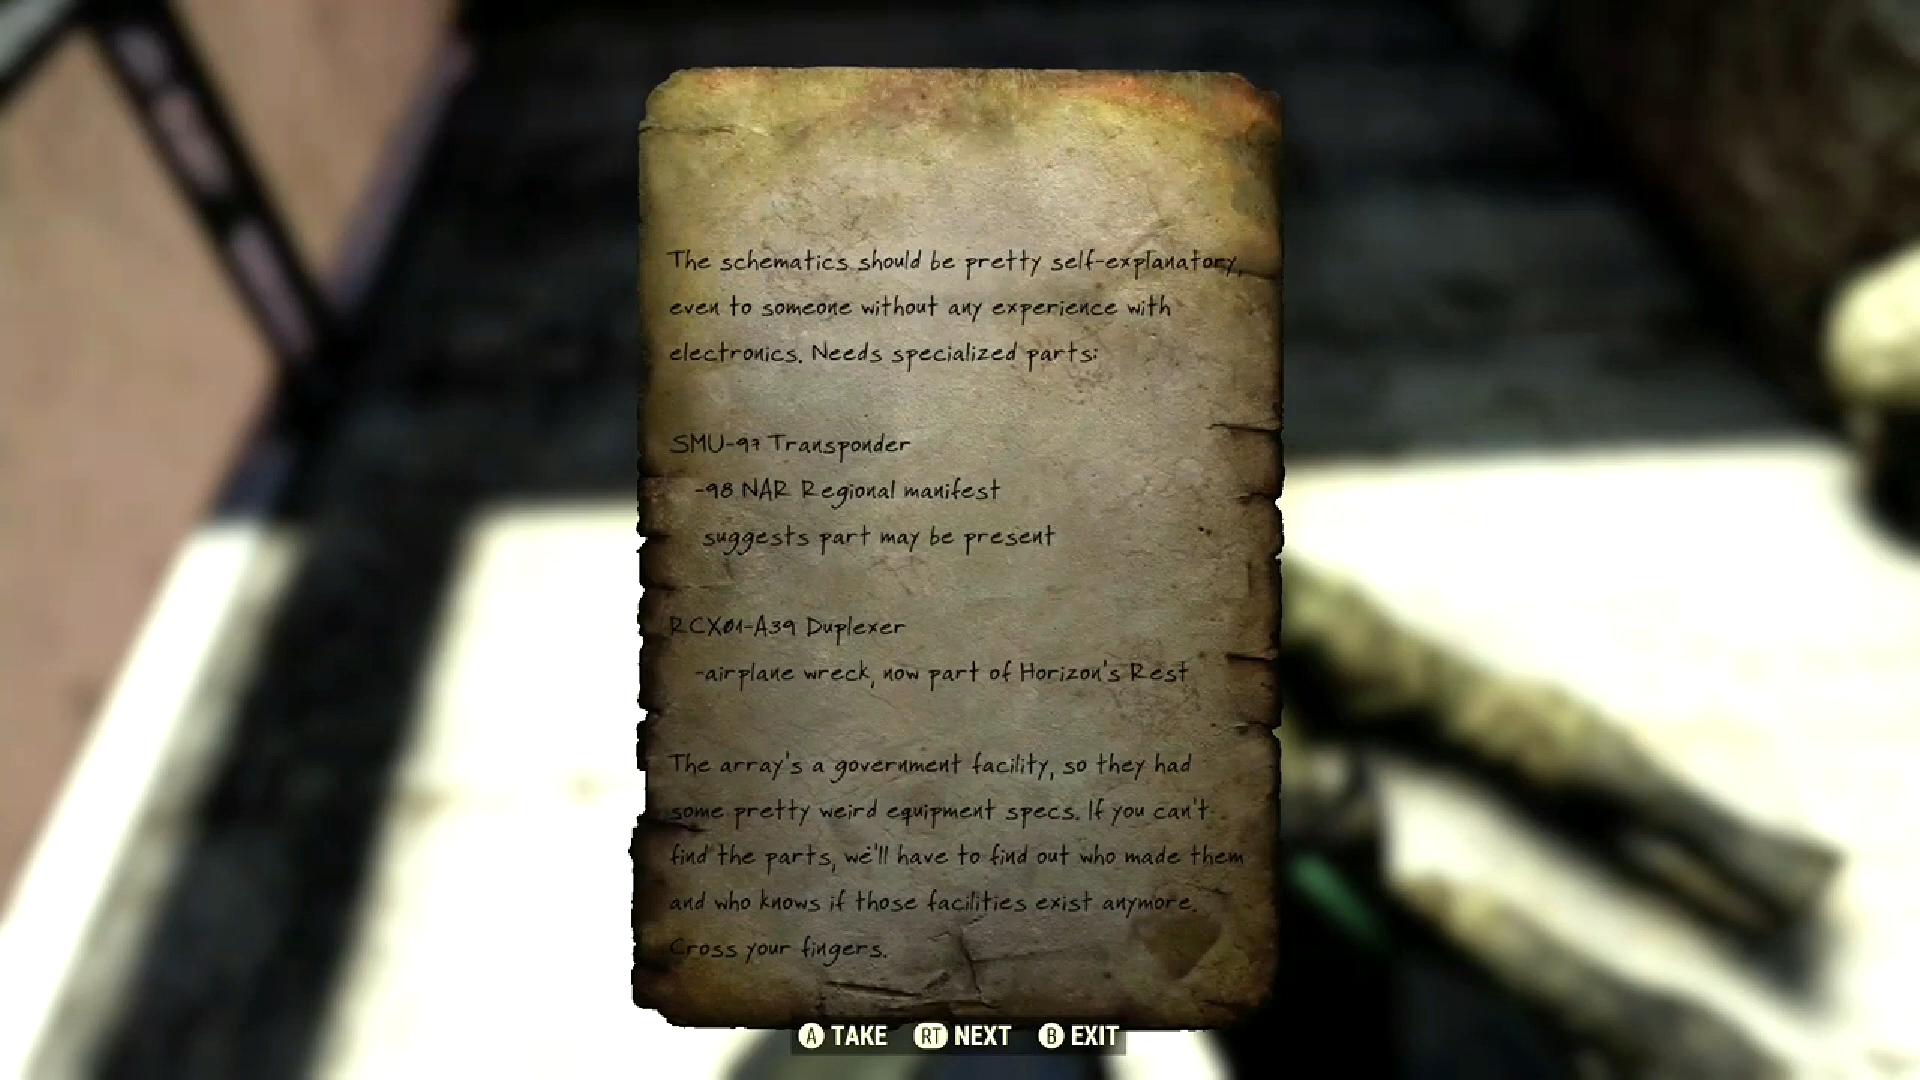 The schematics should be pretty self-explanatory,
even to someone without any experience with
electronics. Needs specialized parts:
SMU-97 Transponder
-98 NAR Regional manifest
suggests part may be present
RCX01-A39 Duplexer
-airplane wreck, now part of Horizon's Rest
The array's a government facility, so they had
some pretty weird equipment specs. If you can't
find the parts, we'll have to find out who made them
and who knows if those facilities exist anymore.
Cross your fingers.
A TAKE RT NEXT B EXIT